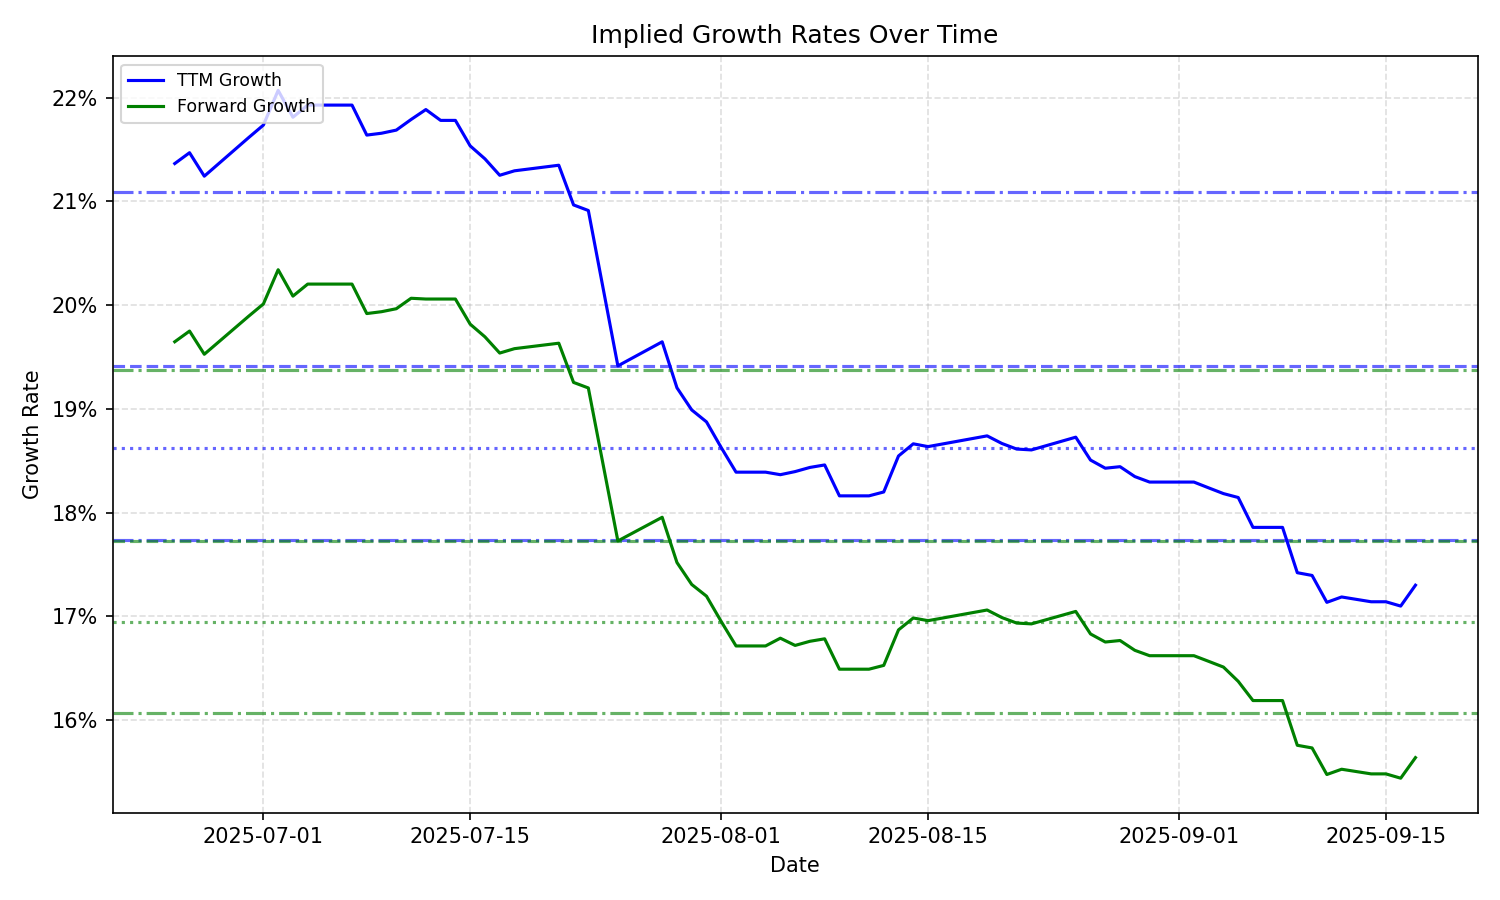 Implied Growth Rates Over Time
TTM Growth
Forward Growth
22%
21%
20%
19%
18%
17%
16%
Growth Rate
2025-07-01
2025-07-15
2025-08-01
2025-08-15
2025-09-01
2025-09-15
Date